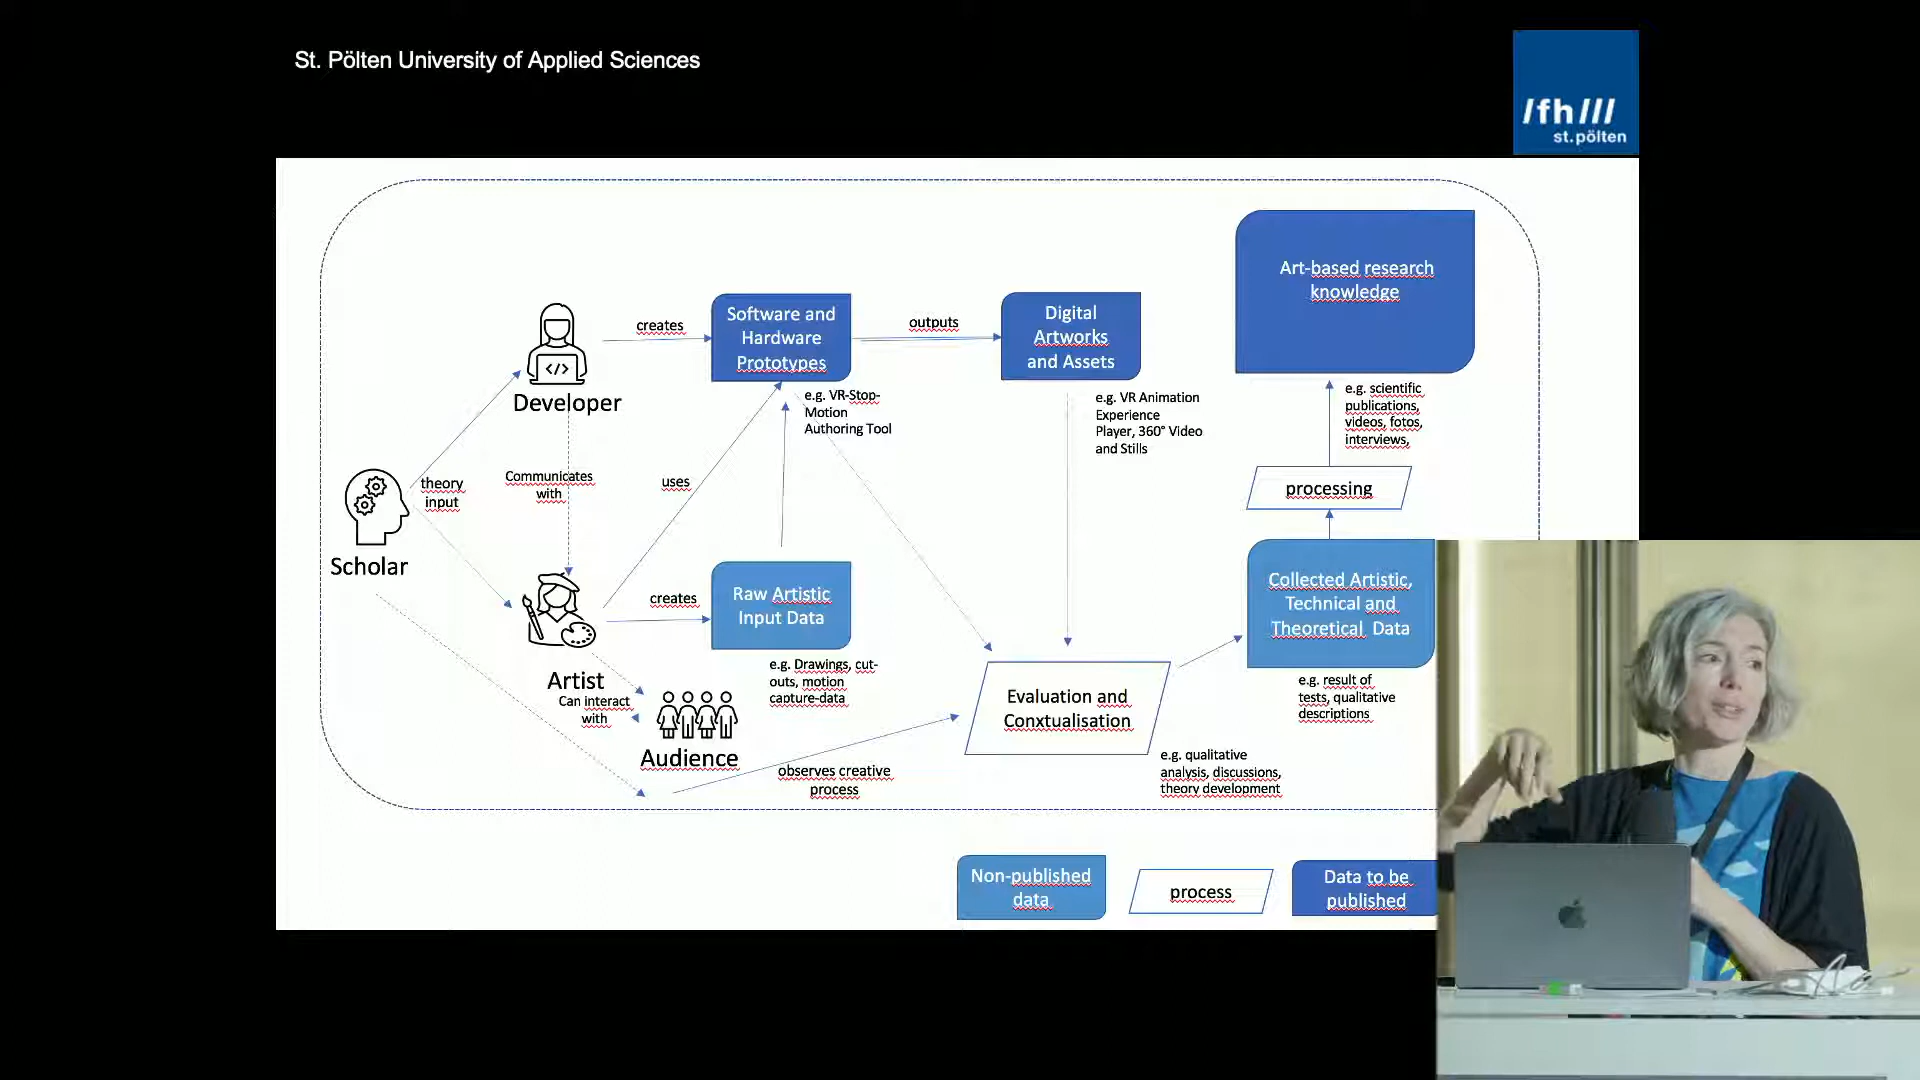 St. Pölten University of Applied Sciences
/fh///
st.pölten
Art-based research
knowledge
Software and
Hardware
Prototypes
Digital
Artworks
and Assets
creates
outputs
e.g. VR-Stop-
Motion
Authoring Tool
e.g. VR Animation
Experience
Player, 360° Video
and Stills
e.g. scientific
publications,
videos, fotos,
interviews,
Developer
theory
input
Communicates
with
uses
processing
Scholar
creates
Raw Artistic
Input Data
Collected Artistic,
Technical and
Theoretical Data
Artist
Can interact
with
e.g. Drawings, cut-
outs, motion
capture-data
Evaluation and
Conxtualisation
e.g. result of
tests, qualitative
descriptions
Audience
observes creative
process
e.g. qualitative
analysis, discussions,
theory development
Non-published
data
process
Data to be
published